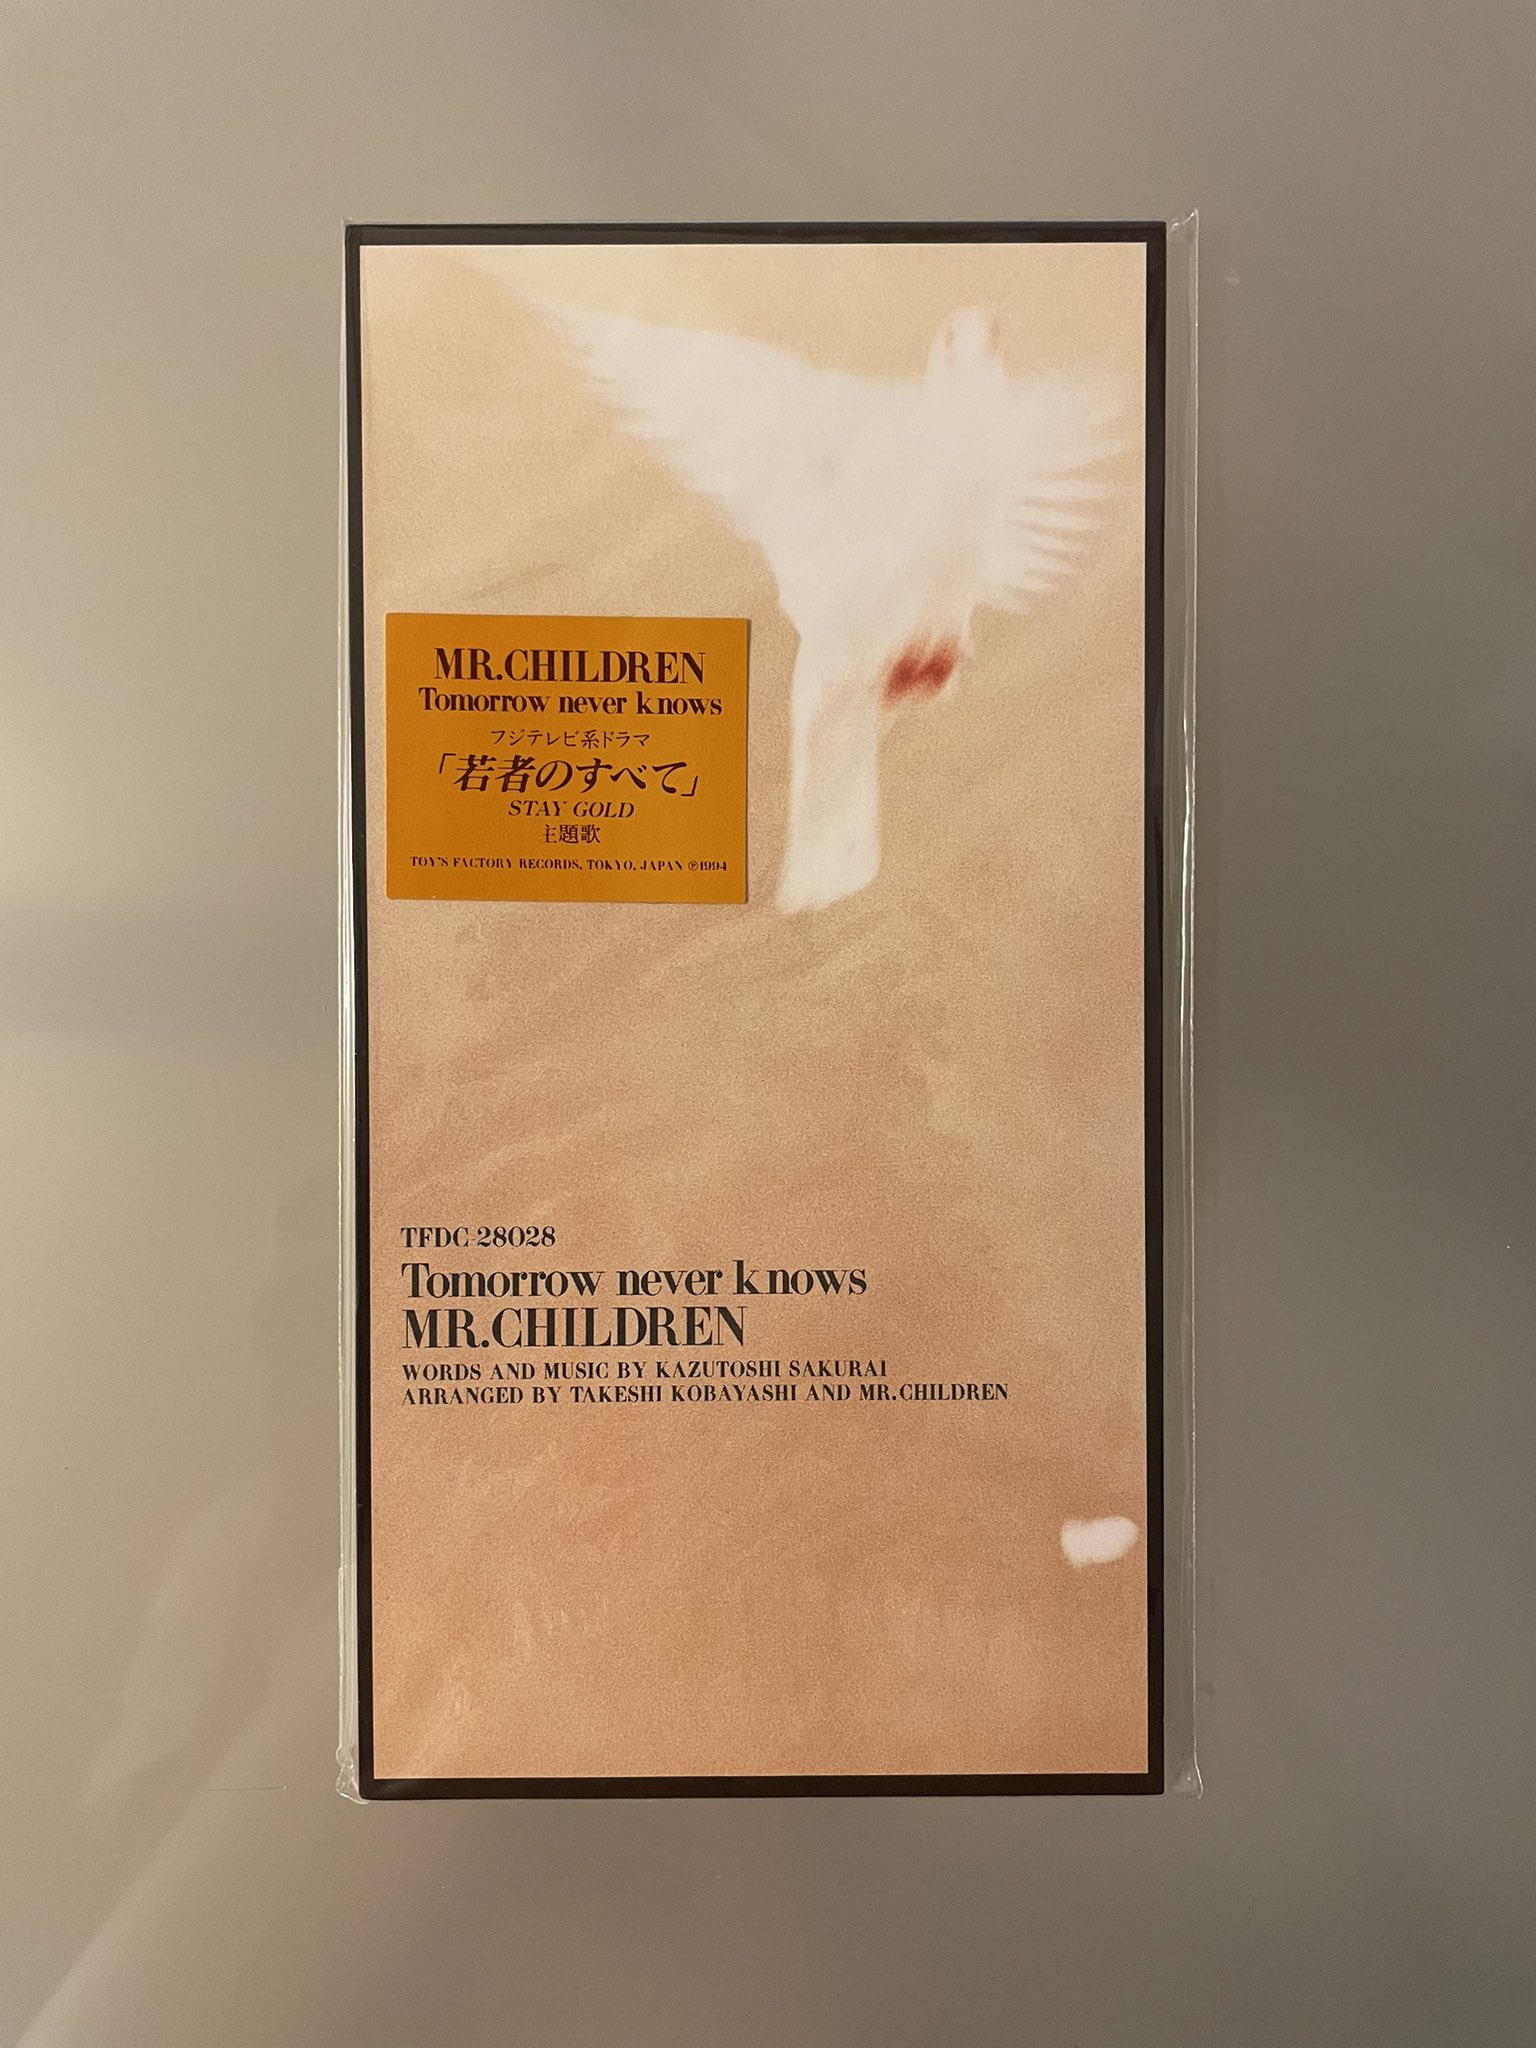 MR.CHILDREN
Tomorrow never knows
フジテレビ系ドラマ
「若者のすべて」
STAY GOLD
主題歌
TOY'S FACTORY RECORDS, TOKYO, JAPAN ℗1994
TFDC-28028
Tomorrow never knows
MR.CHILDREN
WORDS AND MUSIC BY KAZUTOSHI SAKURAI
ARRANGED BY TAKESHI KOBAYASHI AND MR.CHILDREN